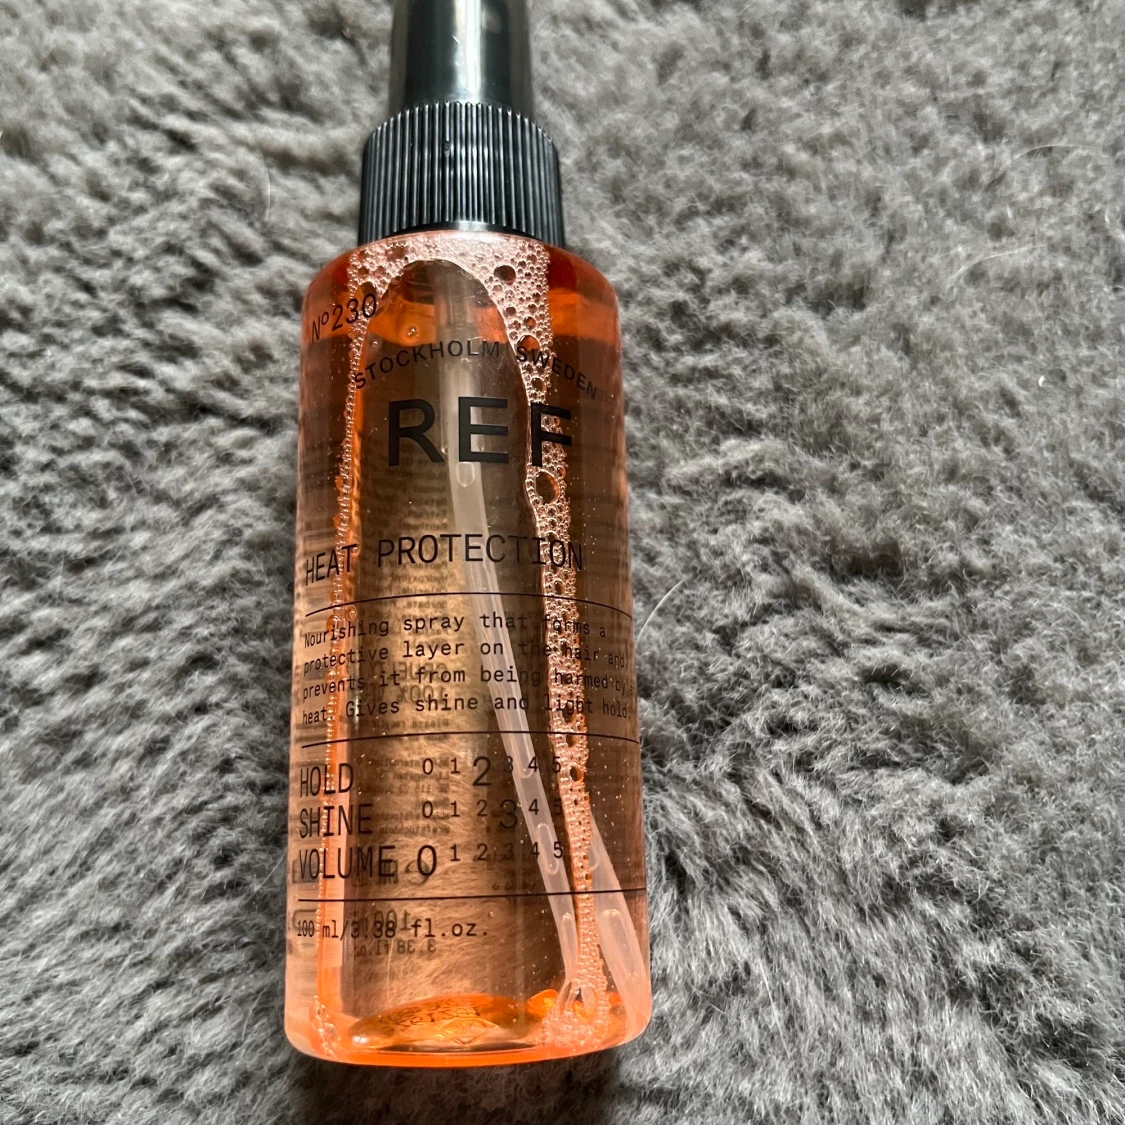 Nº230
STOCKHOLM SWEDEN
REF
HEAT PROTECTION
Nourishing spray that forms a
protective layer on the hair and
prevents it from being harmed by
heat. Gives shine and light hold.
HOLD 0 1 2 3 4 5
SHINE 0 1 2 3 4 5
VOLUME 0 1 2 3 4 5
100 ml/3.38 fl.oz.